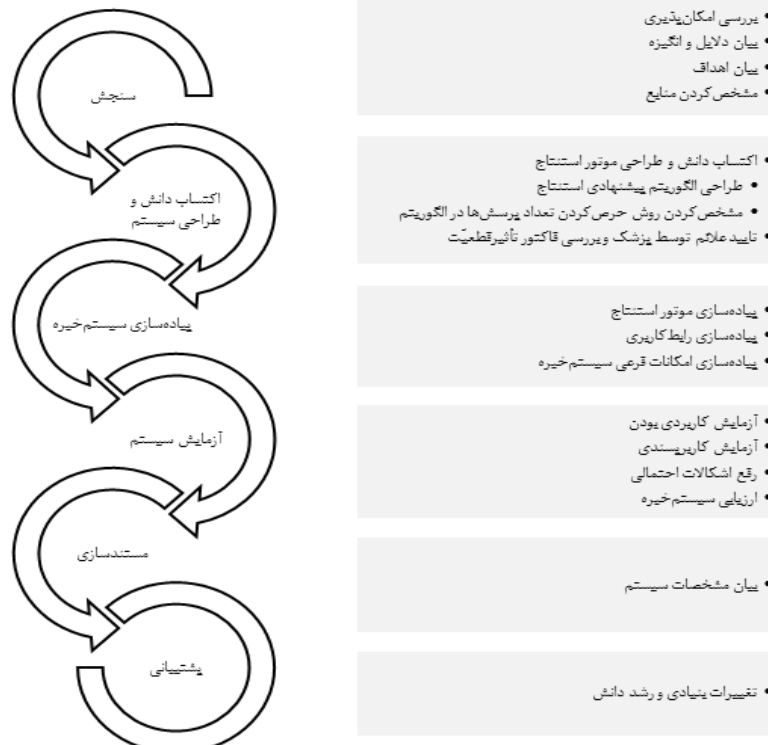 سنجش
• بررسی امکان‌پذیری
• بیان دلایل و انگیزه
• بیان اهداف
• مشخص کردن منابع
اکتساب دانش و
طراحی سیستم
• اکتساب دانش و طراحی موتور استنتاج
• طراحی الگوریتم پیشنهادی استنتاج
• مشخص کردن روش حرص کردن تعداد پرسش‌ها در الگوریتم
• تایید علائم توسط پزشک و بررسی فاکتور تأثیر قطعیّت
پیاده‌سازی سیستم خبره
• پیاده‌سازی موتور استنتاج
• پیاده‌سازی رابط کاربری
• پیاده‌سازی امکانات فرعی سیستم خبره
آزمایش سیستم
• آزمایش کاربردی بودن
• آزمایش کاربرپسندی
• رفع اشکالات احتمالی
• ارزیابی سیستم خبره
مستندسازی
• بیان مشخصات سیستم
پشتیبانی
• تغییرات بنیادی و رشد دانش